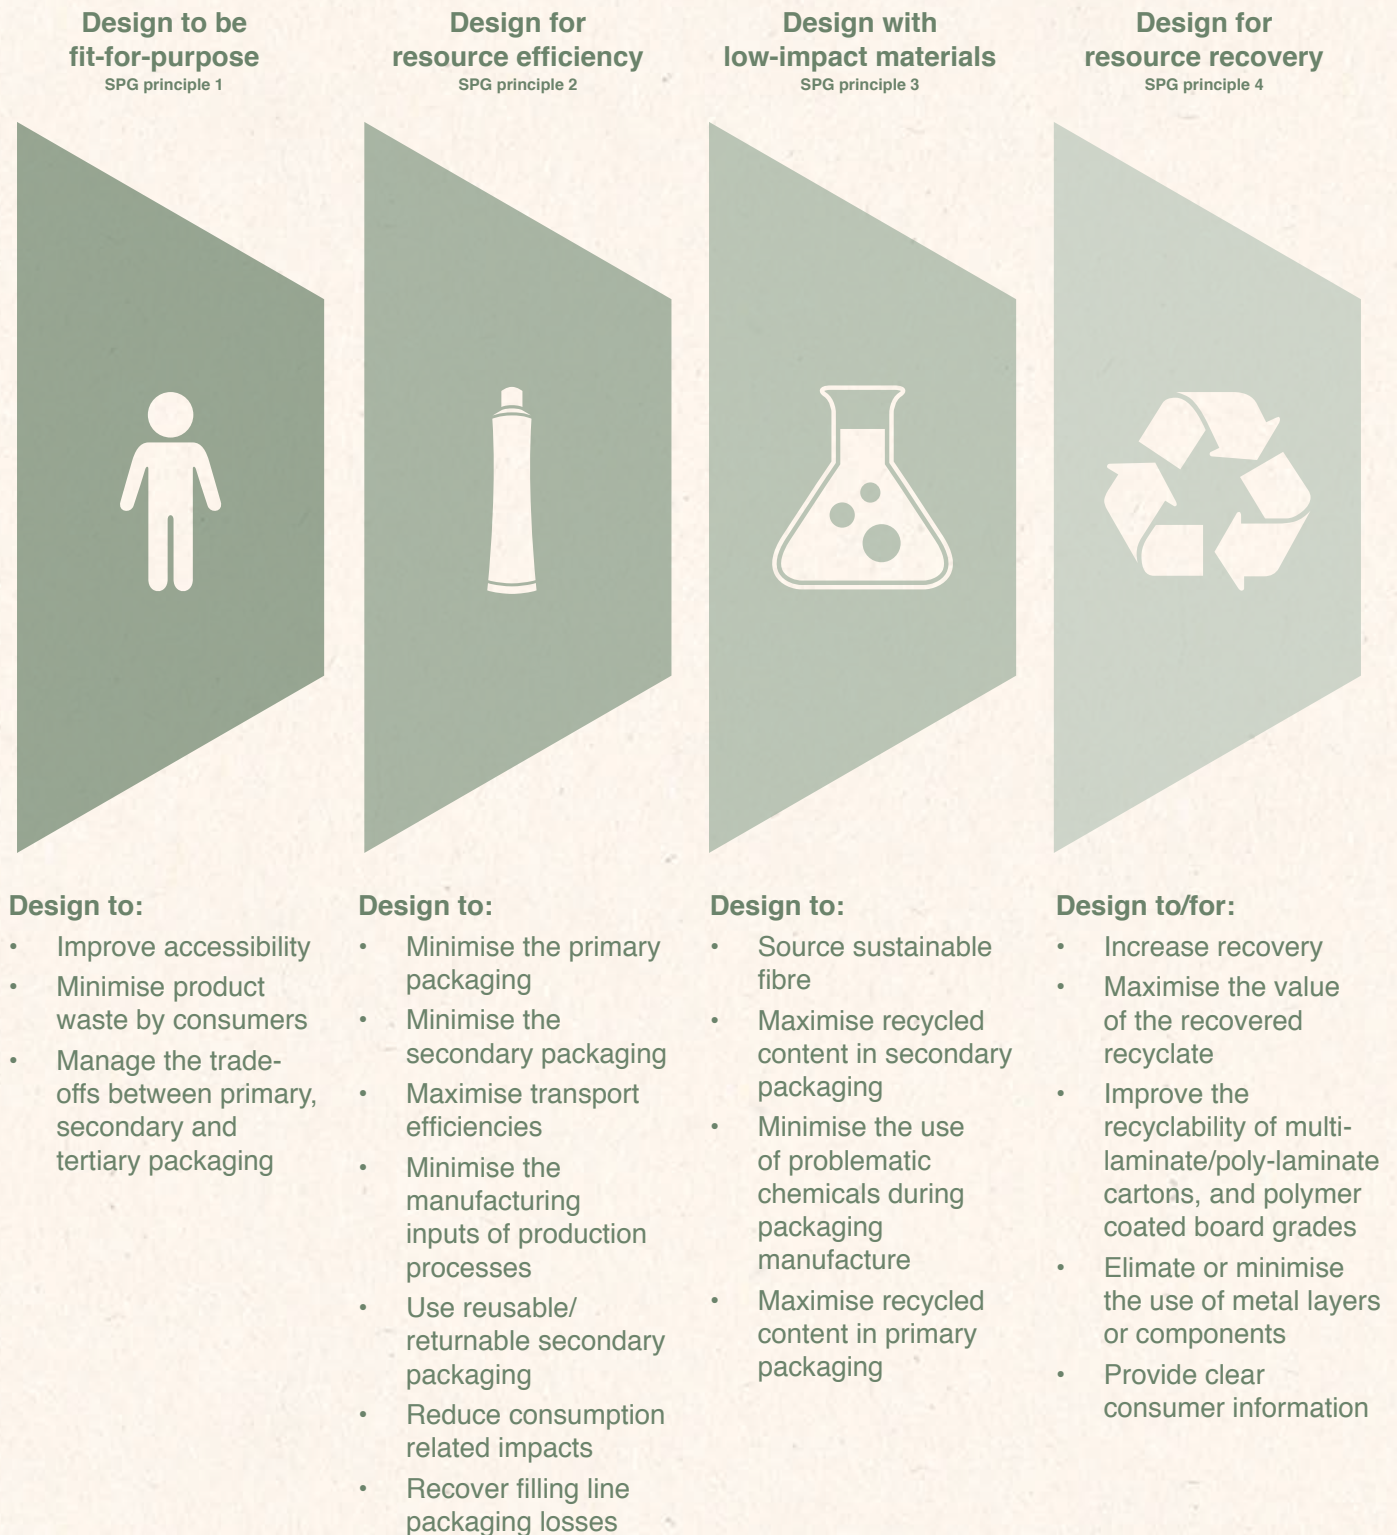 Design to be
fit-for-purpose
SPG principle 1
Design for
resource efficiency
SPG principle 2
Design with
low-impact materials
SPG principle 3
Design for
resource recovery
SPG principle 4
Design to:
• Improve accessibility
• Minimise product
waste by consumers
• Manage the trade-
offs between primary,
secondary and
tertiary packaging
Design to:
• Minimise the primary
packaging
• Minimise the
secondary packaging
• Maximise transport
efficiencies
• Minimise the
manufacturing
inputs of production
processes
• Use reusable/
returnable secondary
packaging
• Reduce consumption
related impacts
• Recover filling line
packaging losses
Design to:
• Source sustainable
fibre
• Maximise recycled
content in secondary
packaging
• Minimise the use
of problematic
chemicals during
packaging
manufacture
• Maximise recycled
content in primary
packaging
Design to/for:
• Increase recovery
• Maximise the value
of the recovered
recyclate
• Improve the
recyclability of multi-
laminate/poly-laminate
cartons, and polymer
coated board grades
• Elimate or minimise
the use of metal layers
or components
• Provide clear
consumer information